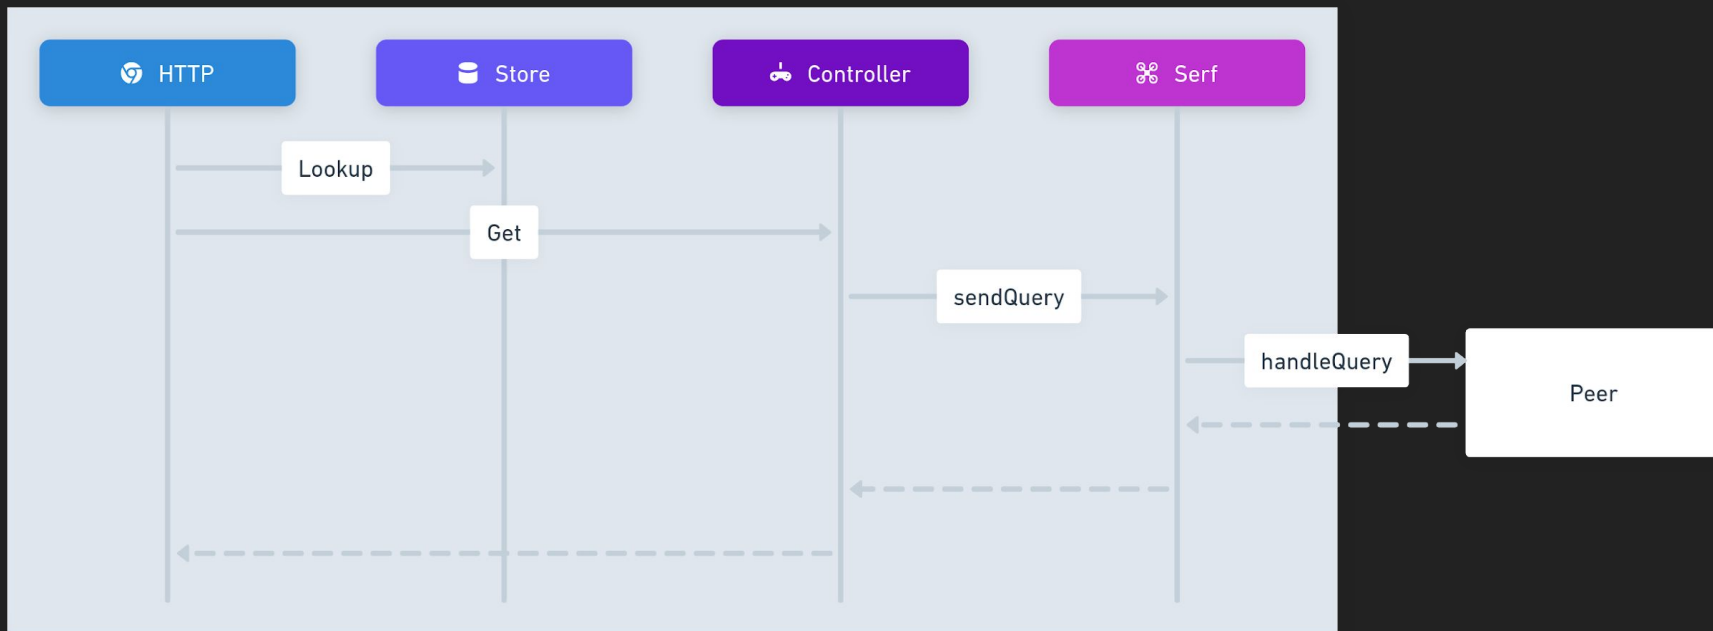 HTTP
Store
Controller
Serf
Lookup
Get
sendQuery
handleQuery
Peer